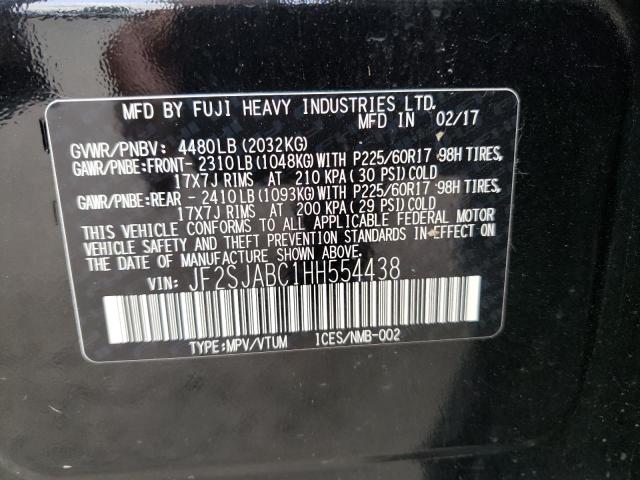 MFD BY FUJI HEAVY INDUSTRIES LTD.
MFD IN 02/17
GVWR/PNBV: 4480LB(2032KG)
GAWR/PNBE:FRONT- 2310LB(1048KG)WITH P225/60R17 98H TIRES,
17X7J RIMS AT 210 KPA(30 PSI)COLD
GAWR/PNBE:REAR - 2410LB(1093KG)WITH P225/60R17 98H TIRES,
17X7J RIMS AT 200 KPA(29 PSI)COLD
THIS VEHICLE CONFORMS TO ALL APPLICABLE FEDERAL MOTOR
VEHICLE SAFETY AND THEFT PREVENTION STANDARDS IN EFFECT
ON THE DATE OF MANUFACTURE SHOWN ABOVE.
VIN: JF2SJABC1HH554438
TYPE:MPV/VTUM ICES/NMB-002